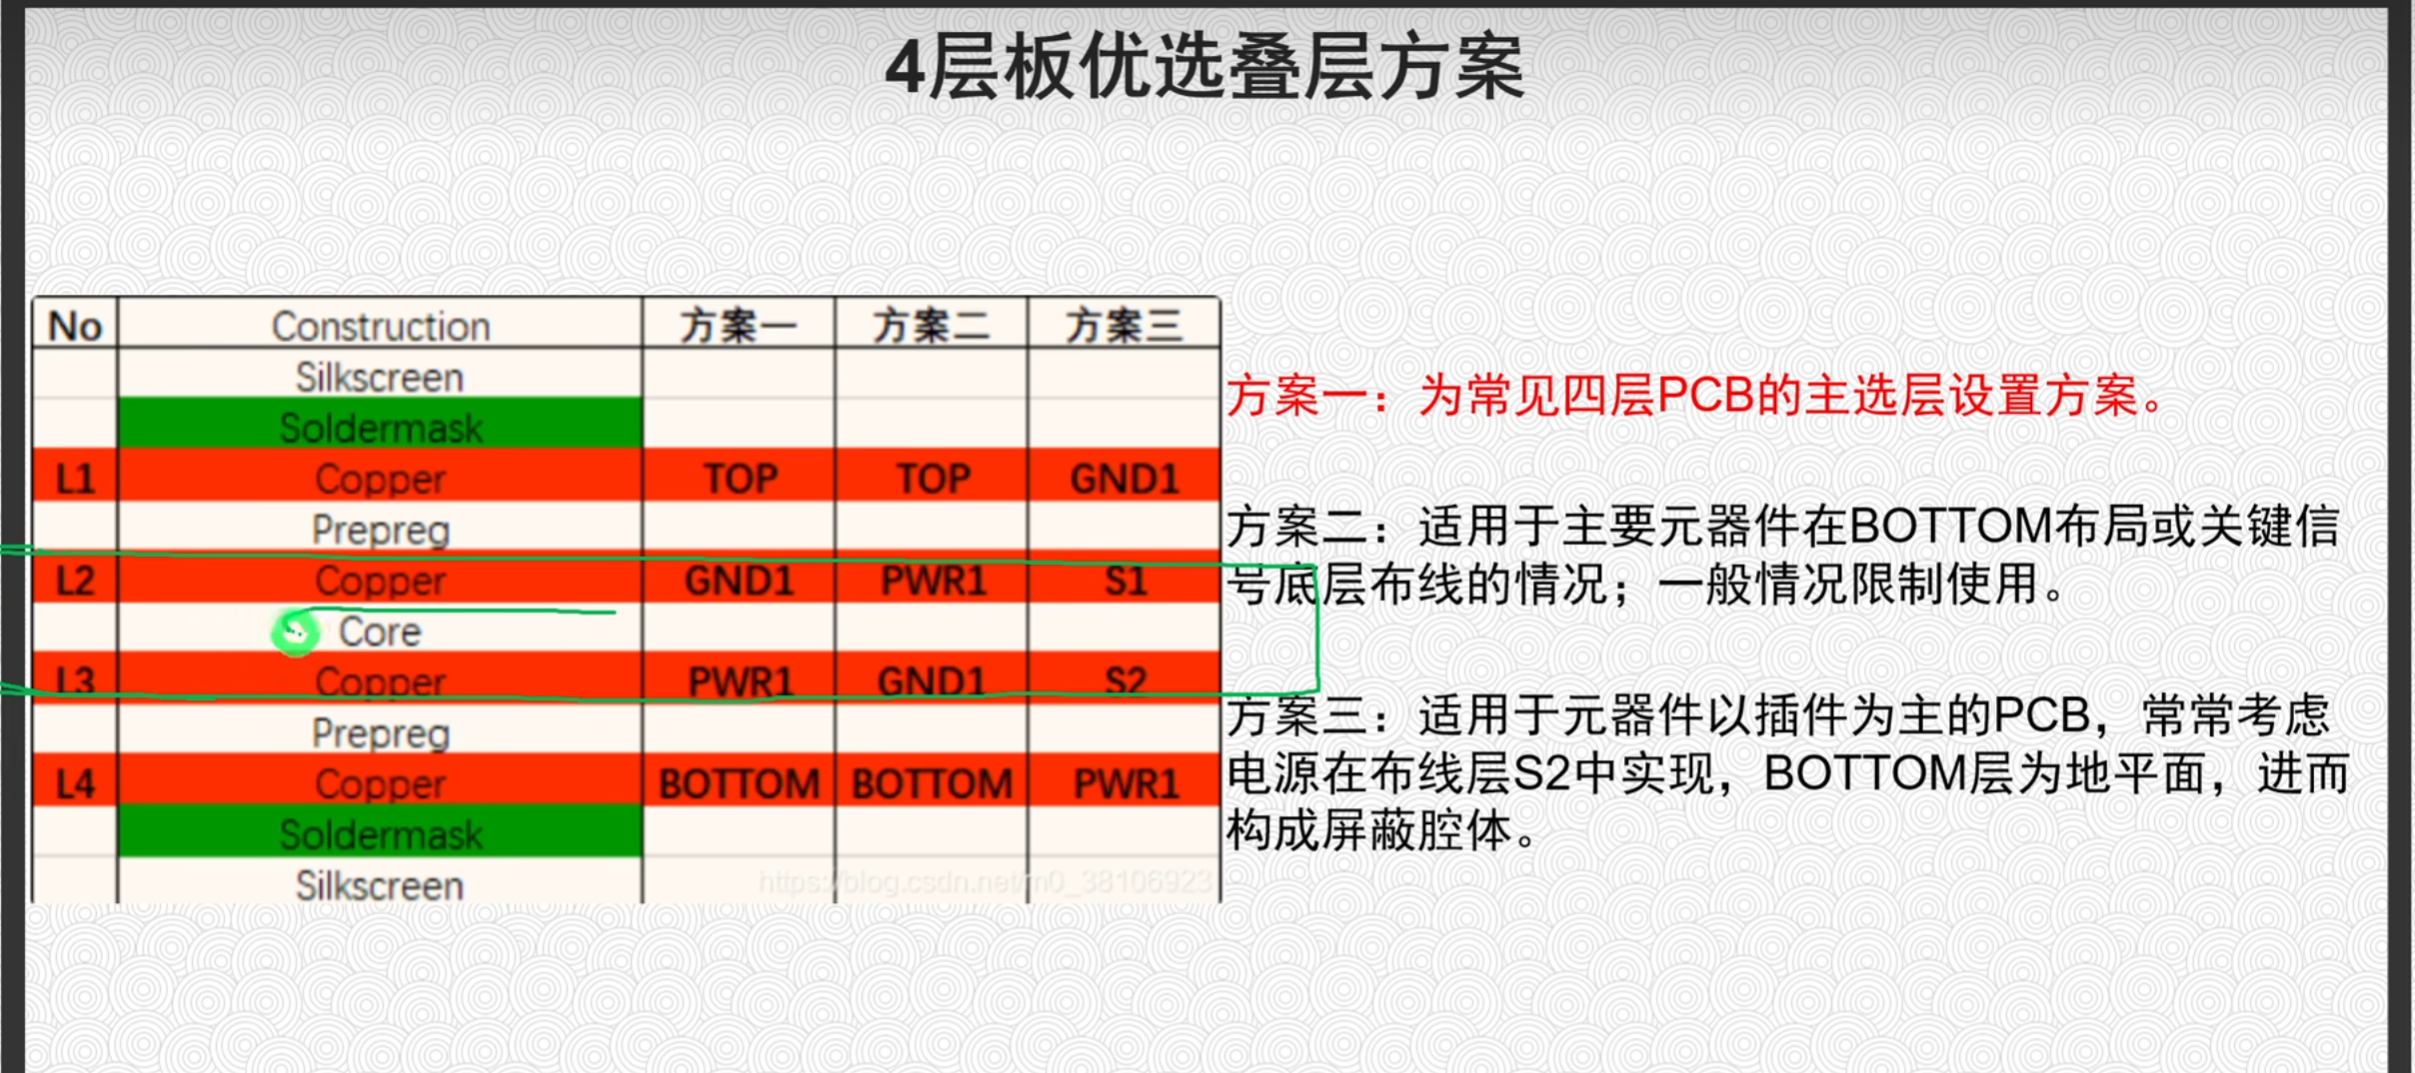 4层板优选叠层方案
No Construction 方案一 方案二 方案三
Silkscreen
Soldermask
L1 Copper TOP TOP GND1
Prepreg
L2 Copper GND1 PWR1 S1
Core
L3 Copper PWR1 GND1 S2
Prepreg
L4 Copper BOTTOM BOTTOM PWR1
Soldermask
Silkscreen
https://blog.csdn.net/m0_38106923
方案一：为常见四层PCB的主选层设置方案。
方案二：适用于主要元器件在BOTTOM布局或关键信
号底层布线的情况；一般情况限制使用。
方案三：适用于元器件以插件为主的PCB，常常考虑
电源在布线层S2中实现，BOTTOM层为地平面，进而
构成屏蔽腔体。